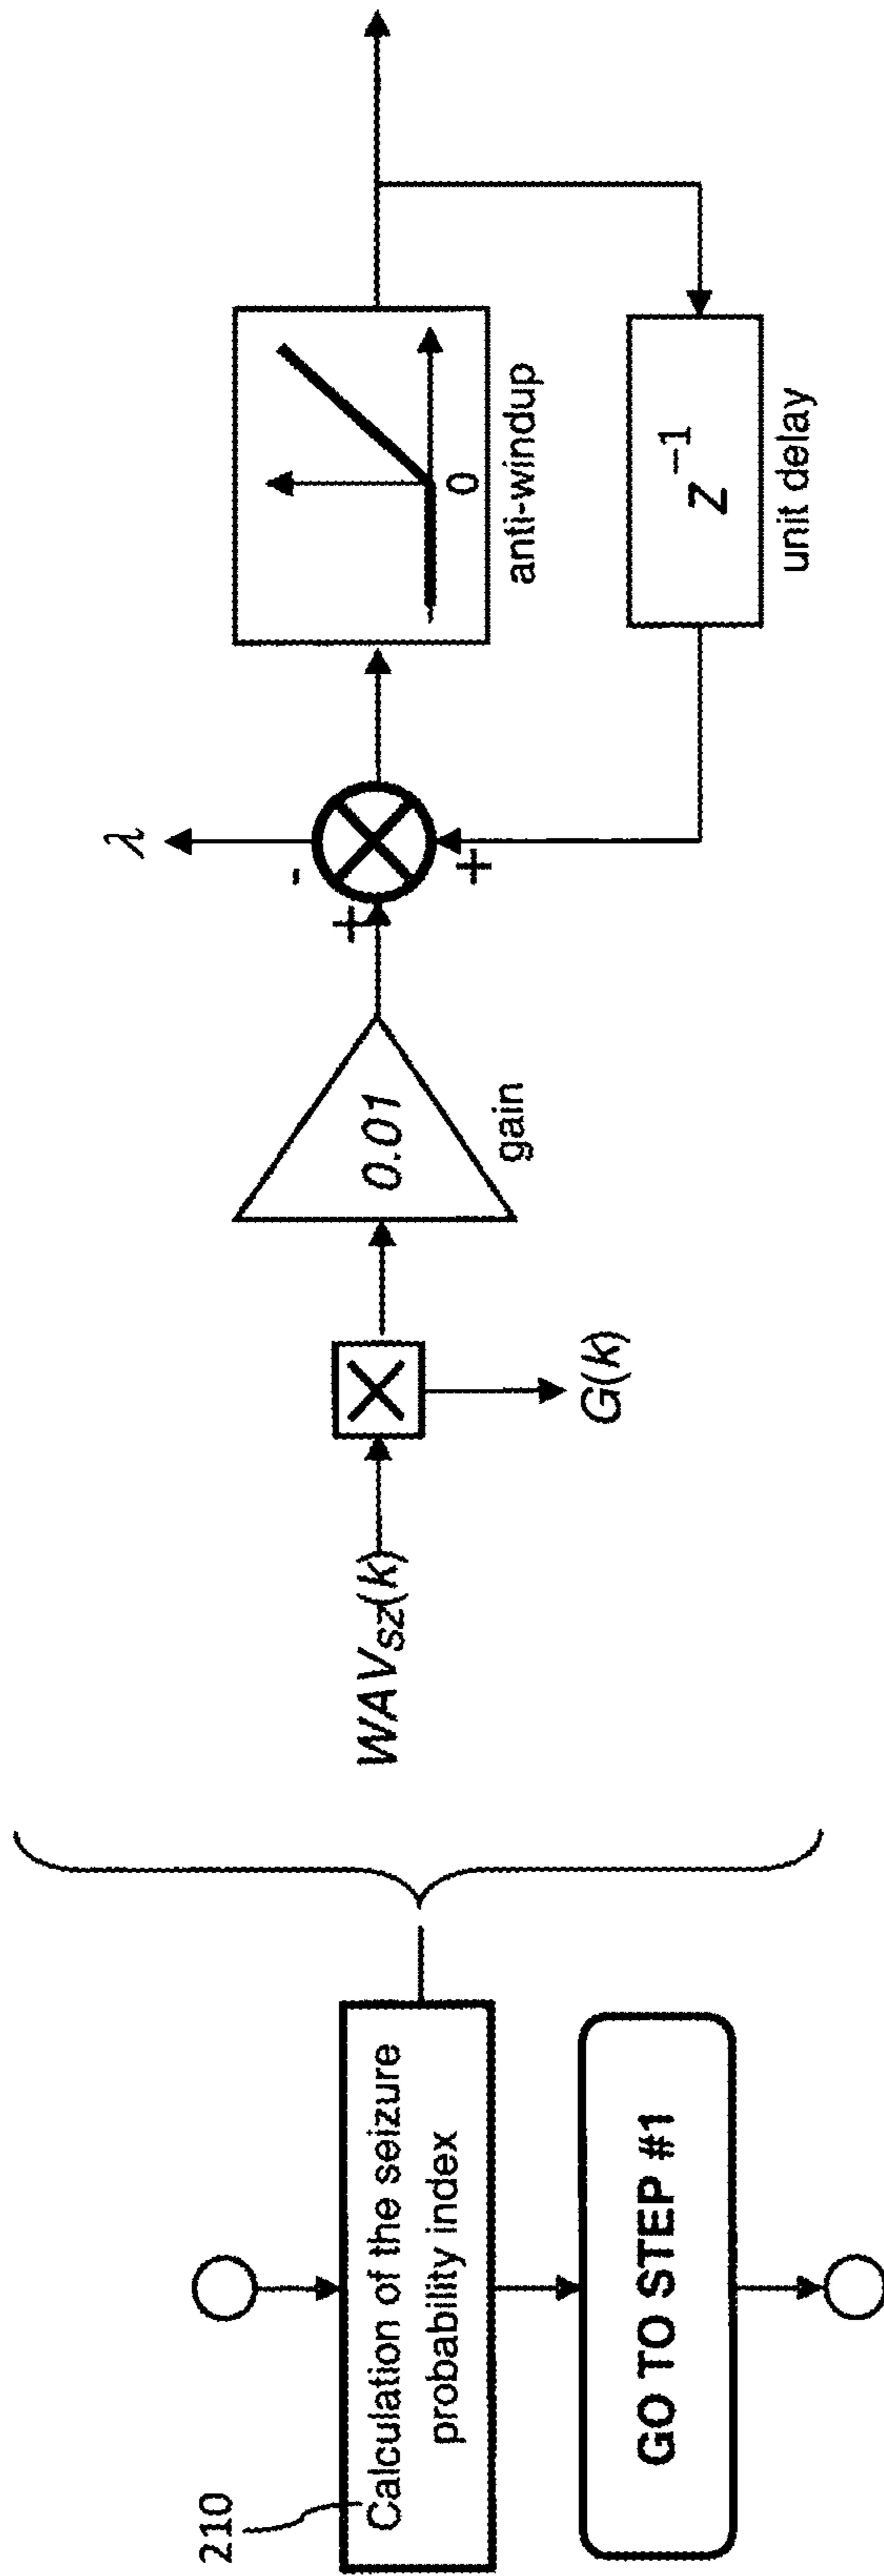 210
Calculation of the seizure
probability index
GO TO STEP #1
WAVSZ(k)
G(k)
0.01
gain
λ
-
+
+
0
anti-windup
z⁻¹
unit delay